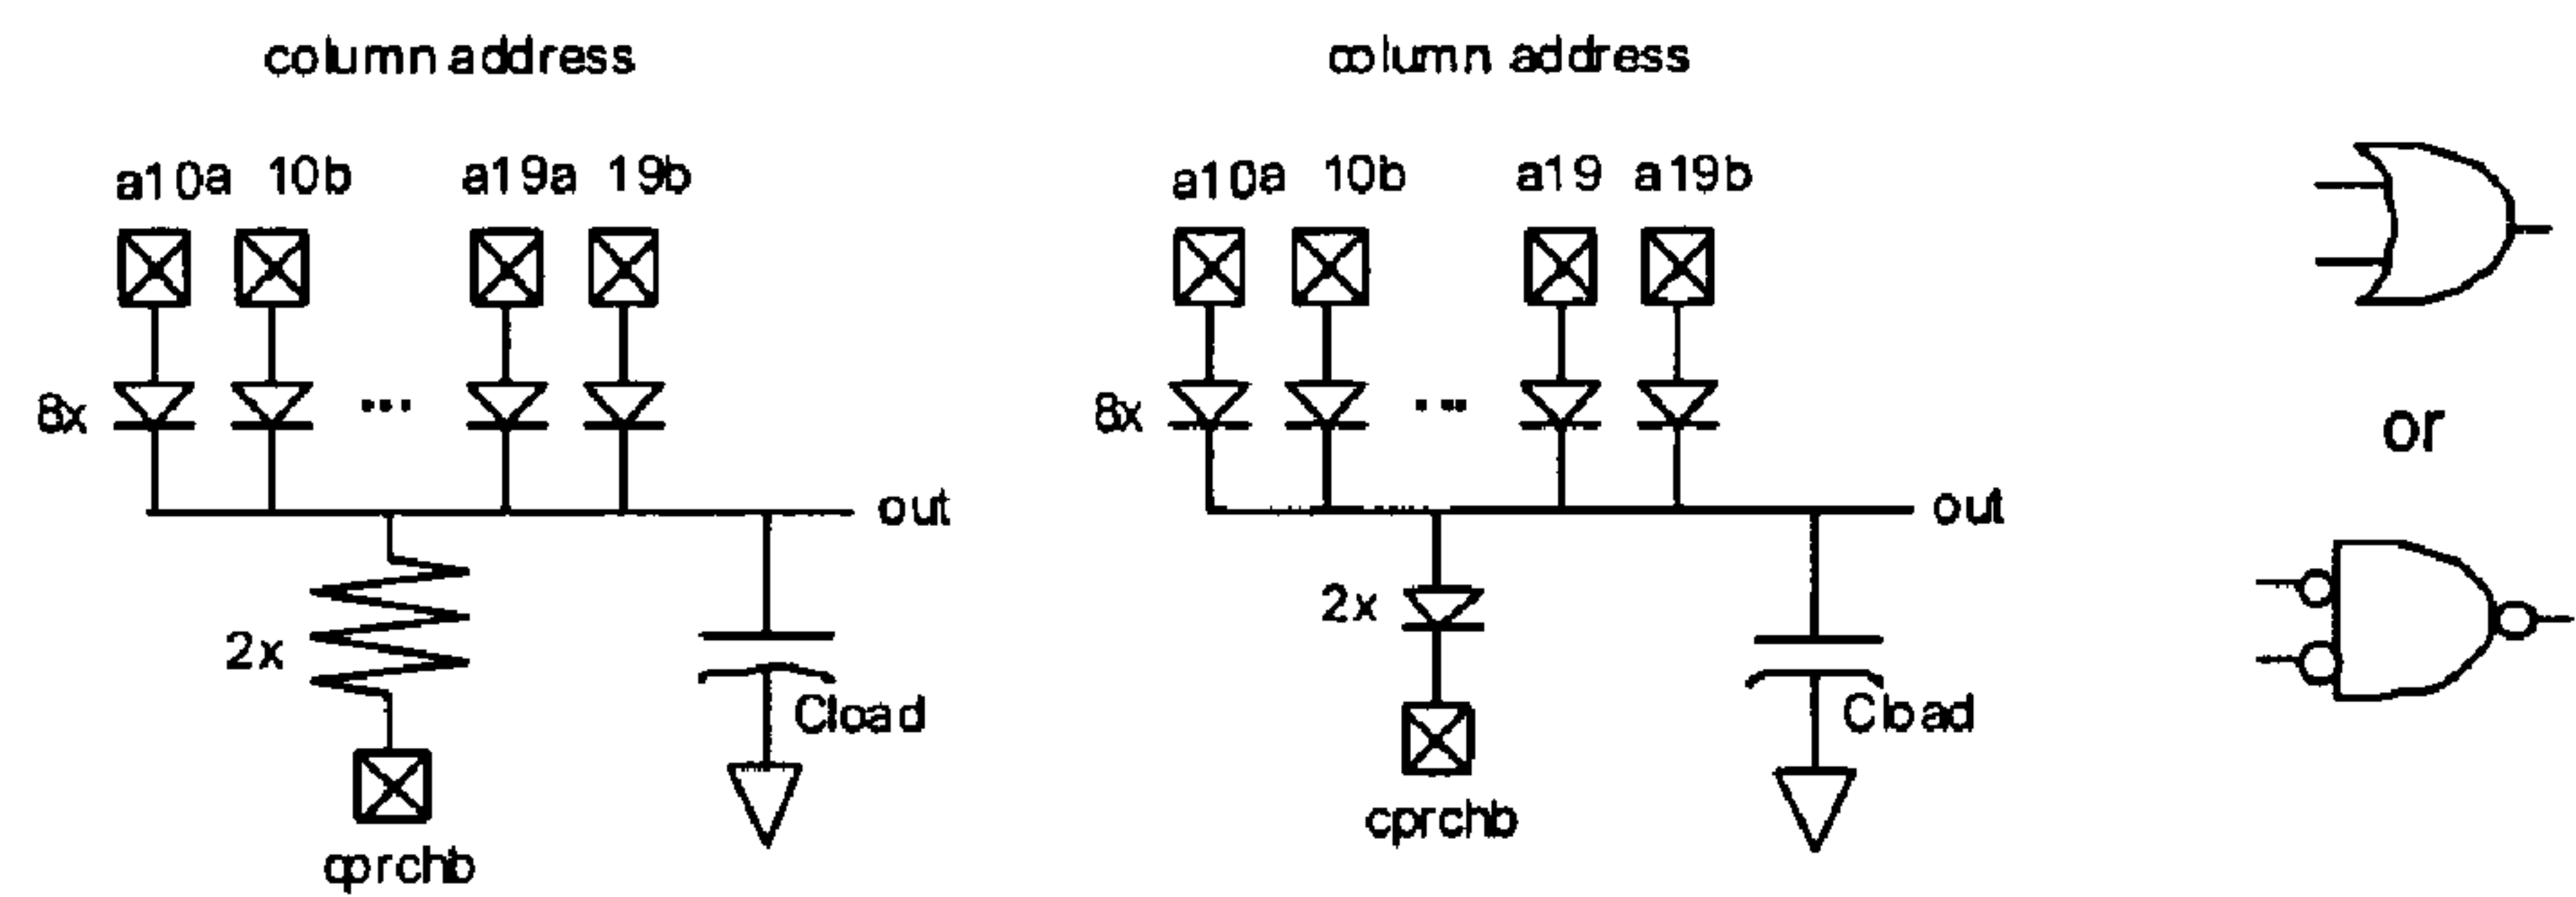 column address
a10a 10b a19a 19b
8x
...
out
2x
Cload
cprchb
column address
a10a 10b a19 a19b
8x
...
out
2x
Cload
cprchb
or